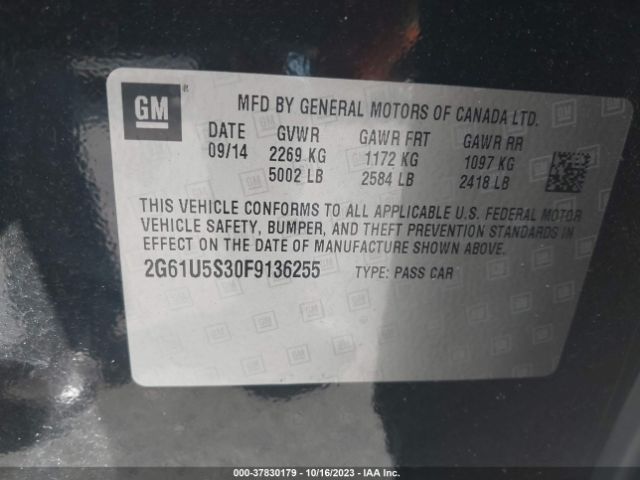 GM ®
MFD BY GENERAL MOTORS OF CANADA LTD.
DATE GVWR GAWR FRT GAWR RR
09/14 2269 KG 1172 KG 1097 KG
5002 LB 2584 LB 2418 LB
THIS VEHICLE CONFORMS TO ALL APPLICABLE U.S. FEDERAL MOTOR
VEHICLE SAFETY, BUMPER, AND THEFT PREVENTION STANDARDS IN
EFFECT ON THE DATE OF MANUFACTURE SHOWN ABOVE.
2G61U5S30F9136255 TYPE: PASS CAR
000-37830179 - 10/16/2023 - IAA Inc.